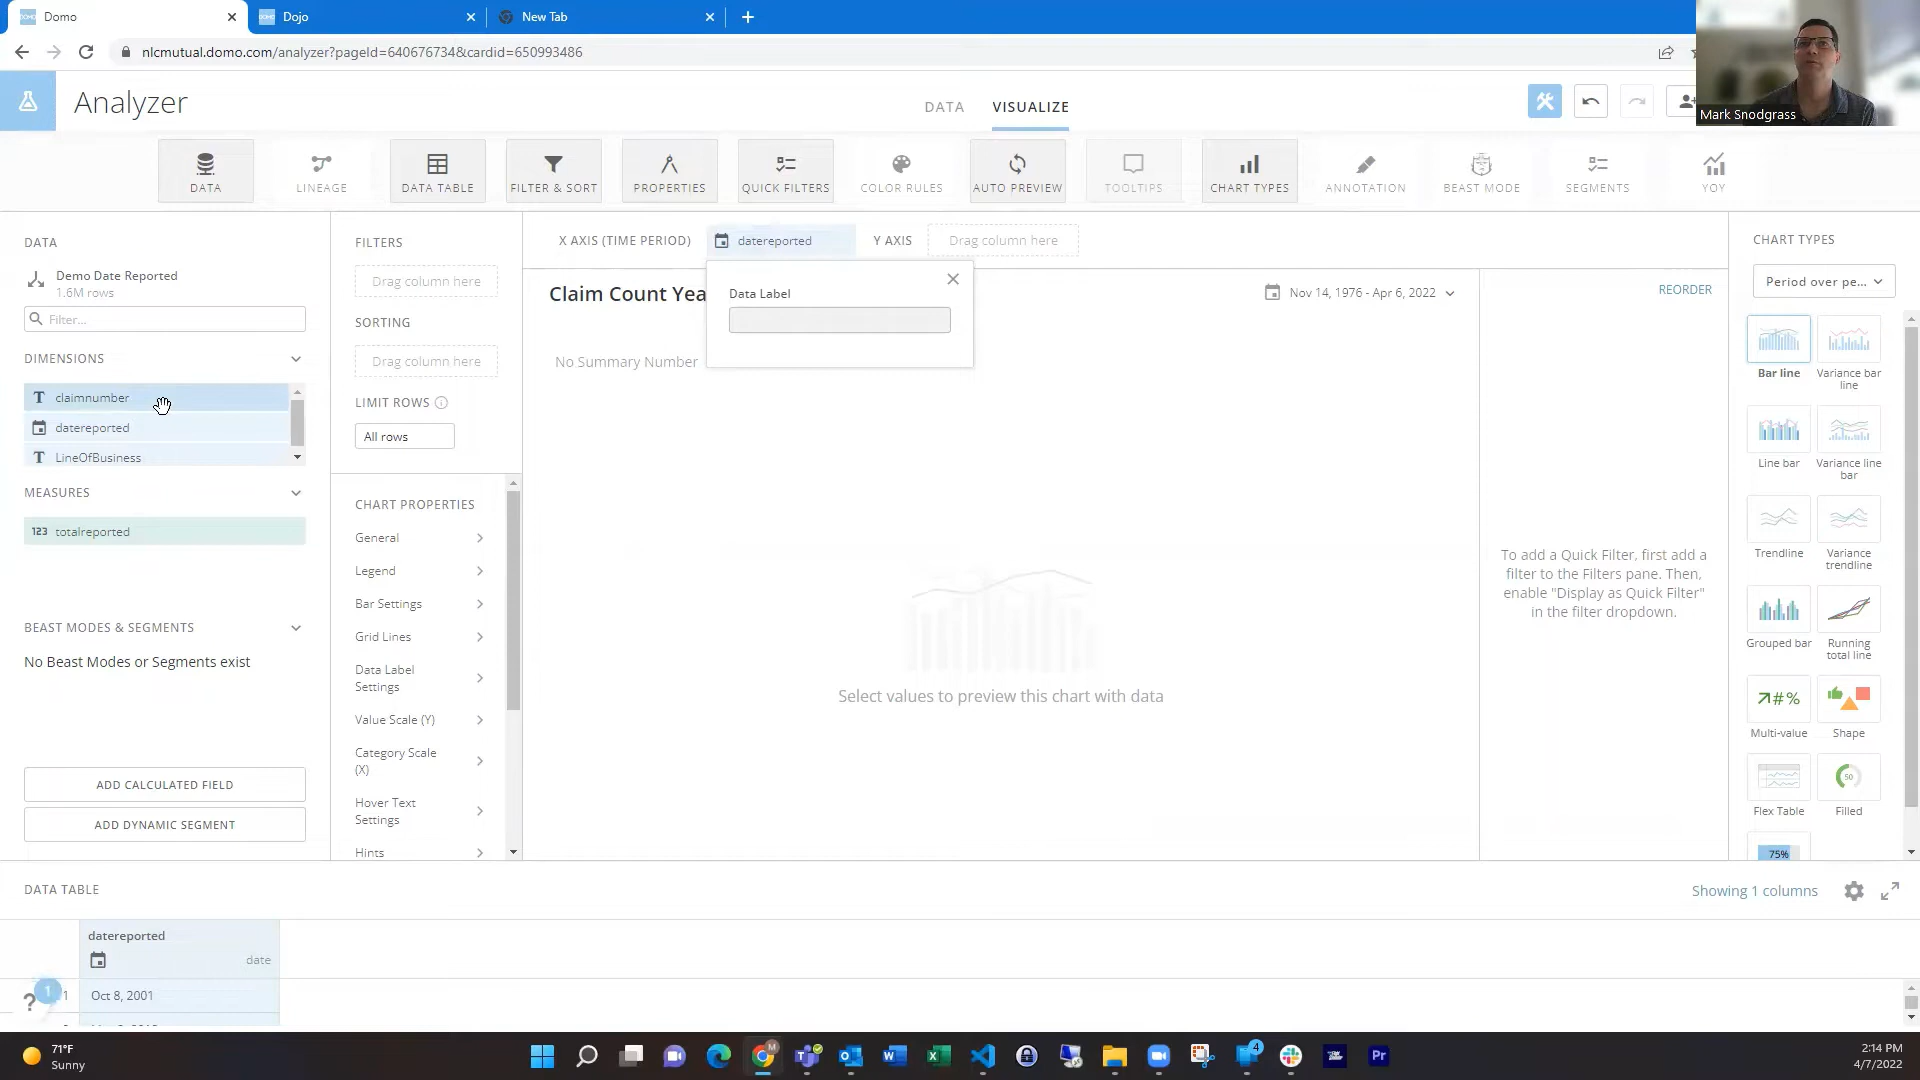 Domo
Dojo
New Tab
nlcmutual.domo.com/analyzer?pageId=640676734&cardid=650993486
Mark Snodgrass
Analyzer
DATA
VISUALIZE
DATA
LINEAGE
DATA TABLE
FILTER & SORT
PROPERTIES
QUICK FILTERS
COLOR RULES
AUTO PREVIEW
TOOLTIPS
CHART TYPES
ANNOTATION
BEAST MODE
SEGMENTS
YOY
DATA
Demo Date Reported
1.6M rows
Filter...
DIMENSIONS
claimnumber
datereported
LineOfBusiness
MEASURES
123 totalreported
BEAST MODES & SEGMENTS
No Beast Modes or Segments exist
ADD CALCULATED FIELD
ADD DYNAMIC SEGMENT
FILTERS
Drag column here
SORTING
Drag column here
LIMIT ROWS
All rows
CHART PROPERTIES
General
Legend
Bar Settings
Grid Lines
Data Label
Settings
Value Scale (Y)
Category Scale
(X)
Hover Text
Settings
Hints
X AXIS (TIME PERIOD)
datereported
Y AXIS
Drag column here
Claim Count Yea
Data Label
Nov 14, 1976 - Apr 6, 2022
No Summary Number
Select values to preview this chart with data
REORDER
To add a Quick Filter, first add a
filter to the Filters pane. Then,
enable "Display as Quick Filter"
in the filter dropdown.
CHART TYPES
Period over pe...
Bar line
Variance bar
line
Line bar
Variance line
bar
Trendline
Variance
trendline
Grouped bar
Running
total line
#%
Multi-value
Shape
Flex Table
50
Filled
75%
DATA TABLE
Showing 1 columns
datereported
date
1
?
1
Oct 8, 2001
71°F
Sunny
4
Pr
2:14 PM
4/7/2022